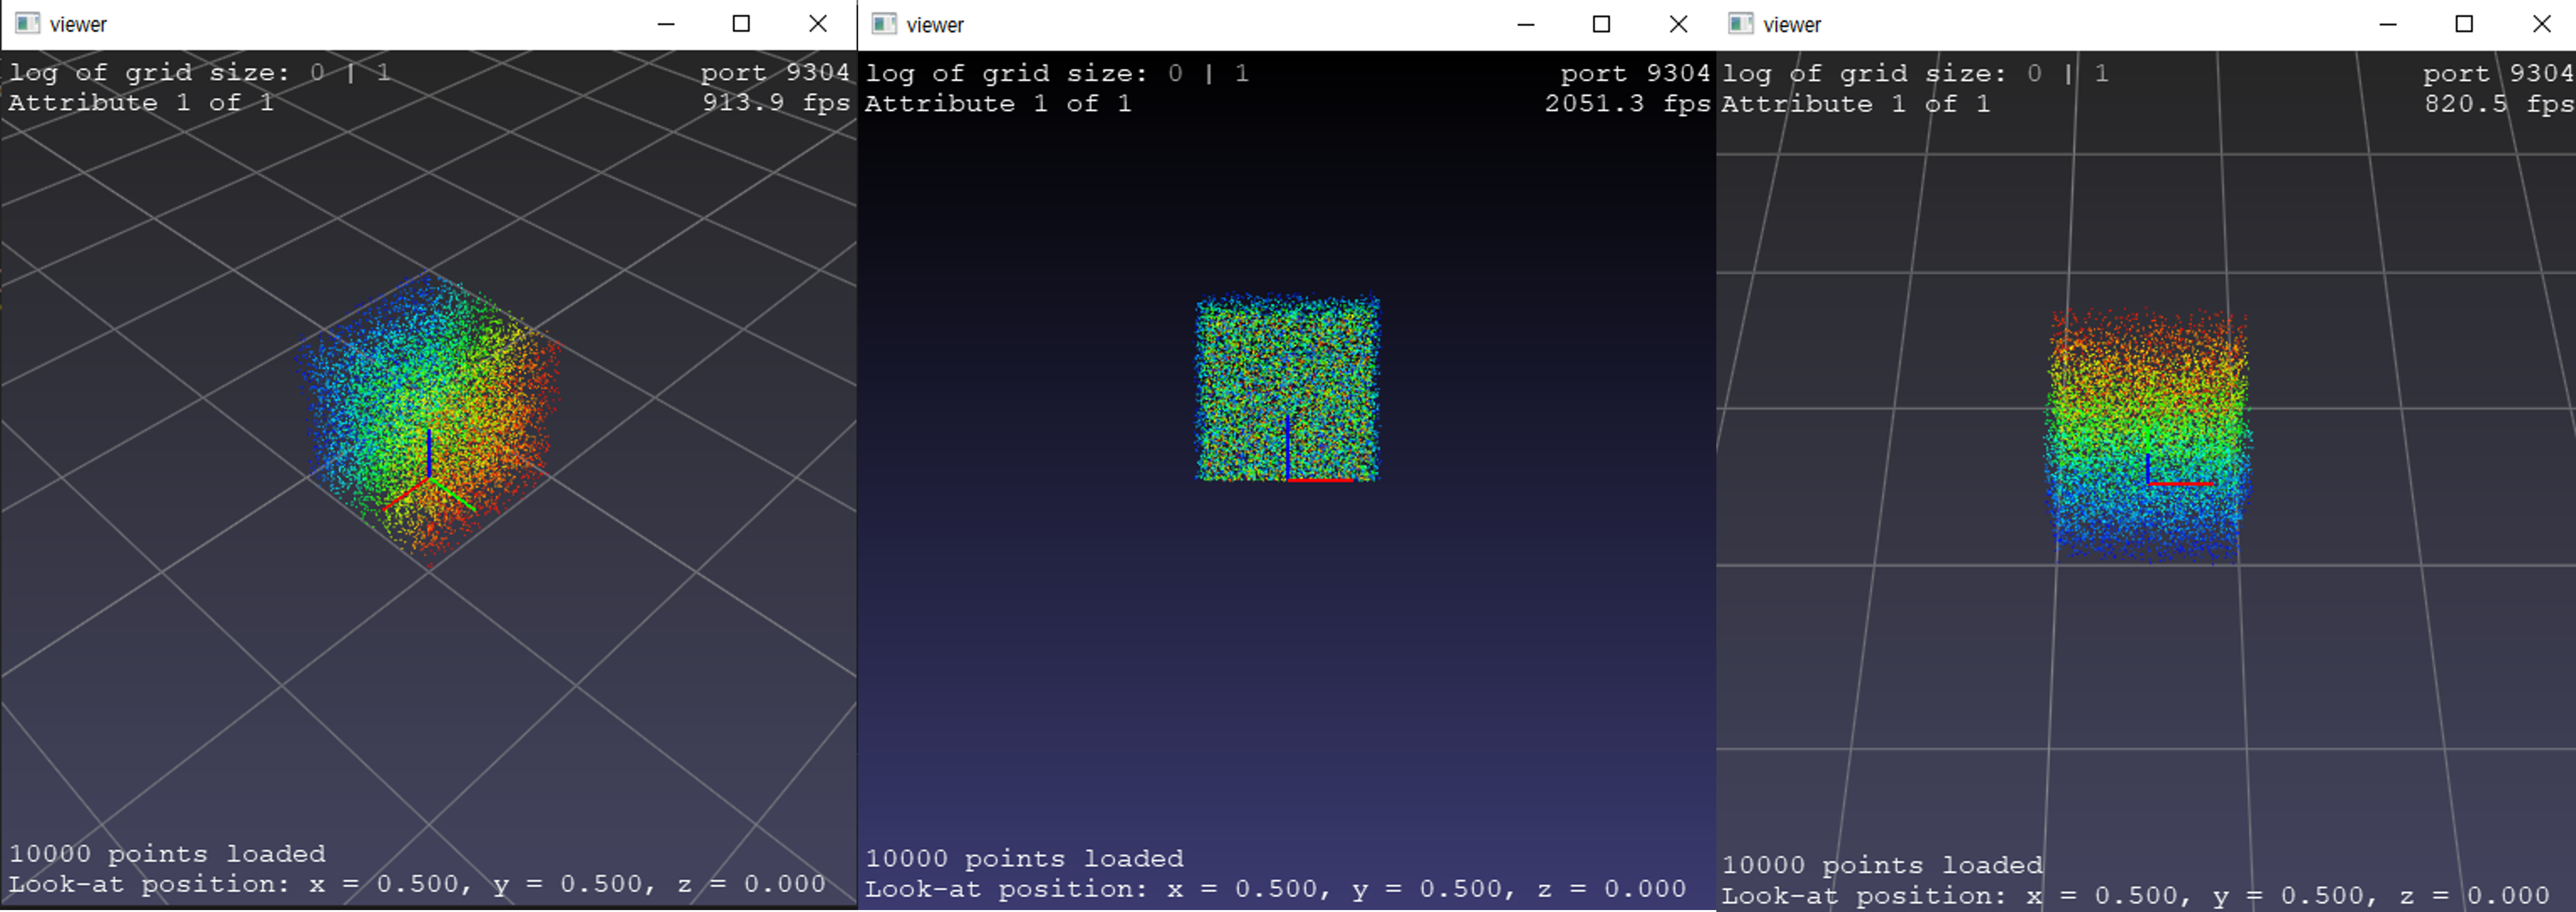 viewer
log of grid size: 0 | 1
port 9304
Attribute 1 of 1
913.9 fps
10000 points loaded
Look-at position: x = 0.500, y = 0.500, z = 0.000
viewer
log of grid size: 0 | 1
port 9304
Attribute 1 of 1
2051.3 fps
10000 points loaded
Look-at position: x = 0.500, y = 0.500, z = 0.000
viewer
log of grid size: 0 | 1
port 9304
Attribute 1 of 1
820.5 fps
10000 points loaded
Look-at position: x = 0.500, y = 0.500, z = 0.000